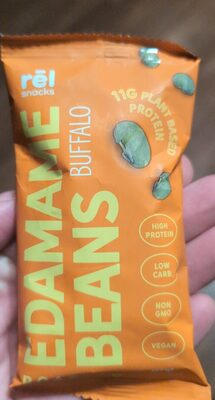 rēl
snacks
EDAMAME
BEANS
BUFFALO
11G PLANT BASED
PROTEIN
HIGH
PROTEIN
LOW
CARB
NON
GMO
VEGAN